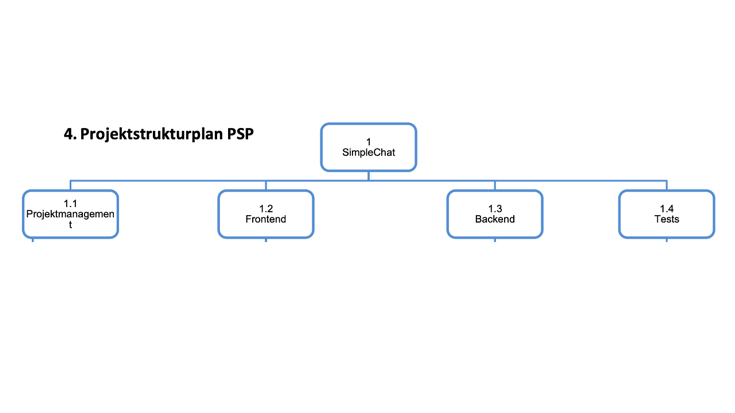 4. Projektstrukturplan PSP
1
SimpleChat
1.1
Projektmanagemen
t
1.2
Frontend
1.3
Backend
1.4
Tests